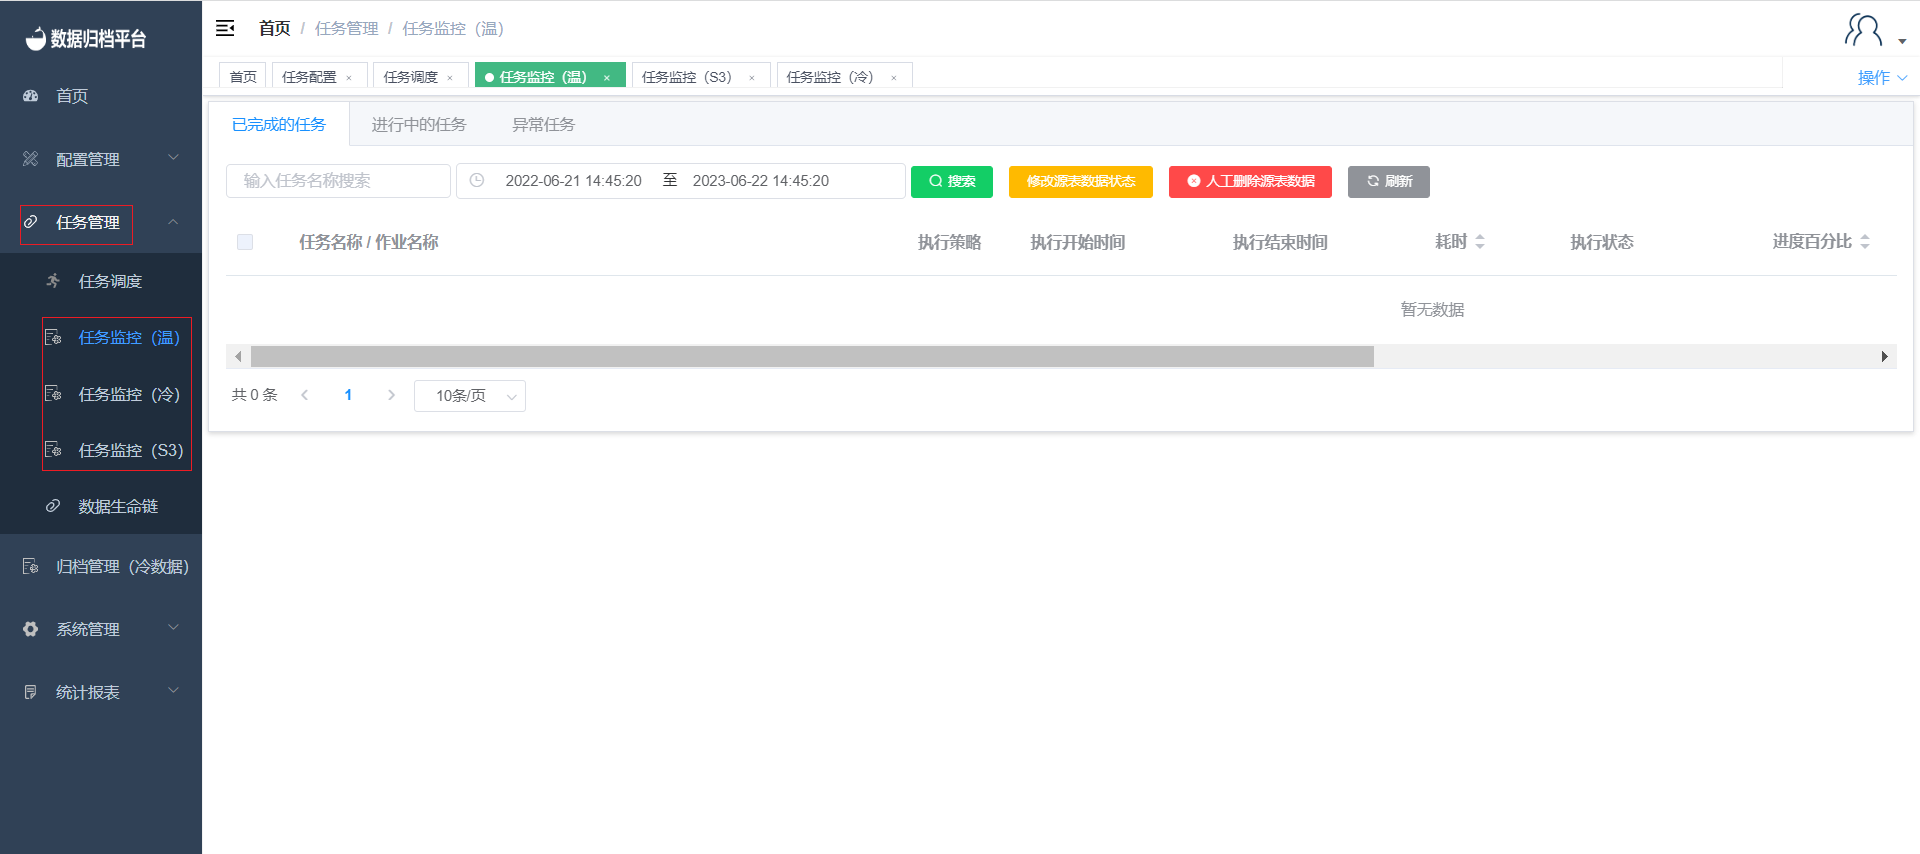 数据归档平台
首页
配置管理
任务管理
任务调度
任务监控（温）
任务监控（冷）
任务监控（S3）
数据生命链
归档管理（冷数据）
系统管理
统计报表
首页 / 任务管理 / 任务监控（温）
首页 任务配置 × 任务调度 × 任务监控（温） × 任务监控（S3） × 任务监控（冷） × 操作
已完成的任务 进行中的任务 异常任务
输入任务名称搜索 2022-06-21 14:45:20 至 2023-06-22 14:45:20 搜索 修改源表数据状态 人工删除源表数据 刷新
任务名称 / 作业名称 执行策略 执行开始时间 执行结束时间 耗时 执行状态 进度百分比
暂无数据
共 0 条 1 10条/页